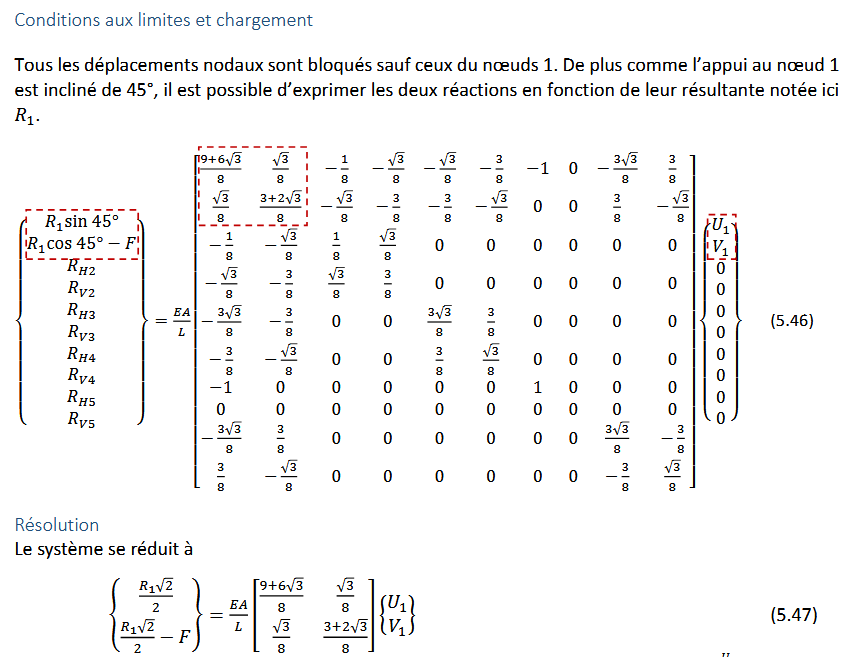 Conditions aux limites et chargement
Tous les déplacements nodaux sont bloqués sauf ceux du nœuds 1. De plus comme l’appui au nœud 1
est incliné de 45°, il est possible d’exprimer les deux réactions en fonction de leur résultante notée ici
R₁.
{R₁ sin 45° ; R₁ cos 45° − F ; R_H2 ; R_V2 ; R_H3 ; R_V3 ; R_H4 ; R_V4 ; R_H5 ; R_V5} = EA/L
[(9+6√3)/8 √3/8 −1/8 −√3/8 −√3/8 −3/8 −1 0 −3√3/8 3/8
√3/8 (3+2√3)/8 −√3/8 −3/8 −3/8 −√3/8 0 0 3/8 −√3/8
−1/8 −√3/8 1/8 √3/8 0 0 0 0 0 0
−√3/8 −3/8 √3/8 3/8 0 0 0 0 0 0
−3√3/8 −3/8 0 0 3√3/8 3/8 0 0 0 0
−3/8 −√3/8 0 0 3/8 √3/8 0 0 0 0
−1 0 0 0 0 0 1 0 0 0
0 0 0 0 0 0 0 0 0 0
−3√3/8 3/8 0 0 0 0 0 0 3√3/8 −3/8
3/8 −√3/8 0 0 0 0 0 0 −3/8 √3/8]
{U₁ ; V₁ ; 0 ; 0 ; 0 ; 0 ; 0 ; 0 ; 0 ; 0} (5.46)
Résolution
Le système se réduit à
{R₁√2/2 ; R₁√2/2 − F} = EA/L [(9+6√3)/8 √3/8 ; √3/8 (3+2√3)/8] {U₁ ; V₁} (5.47)